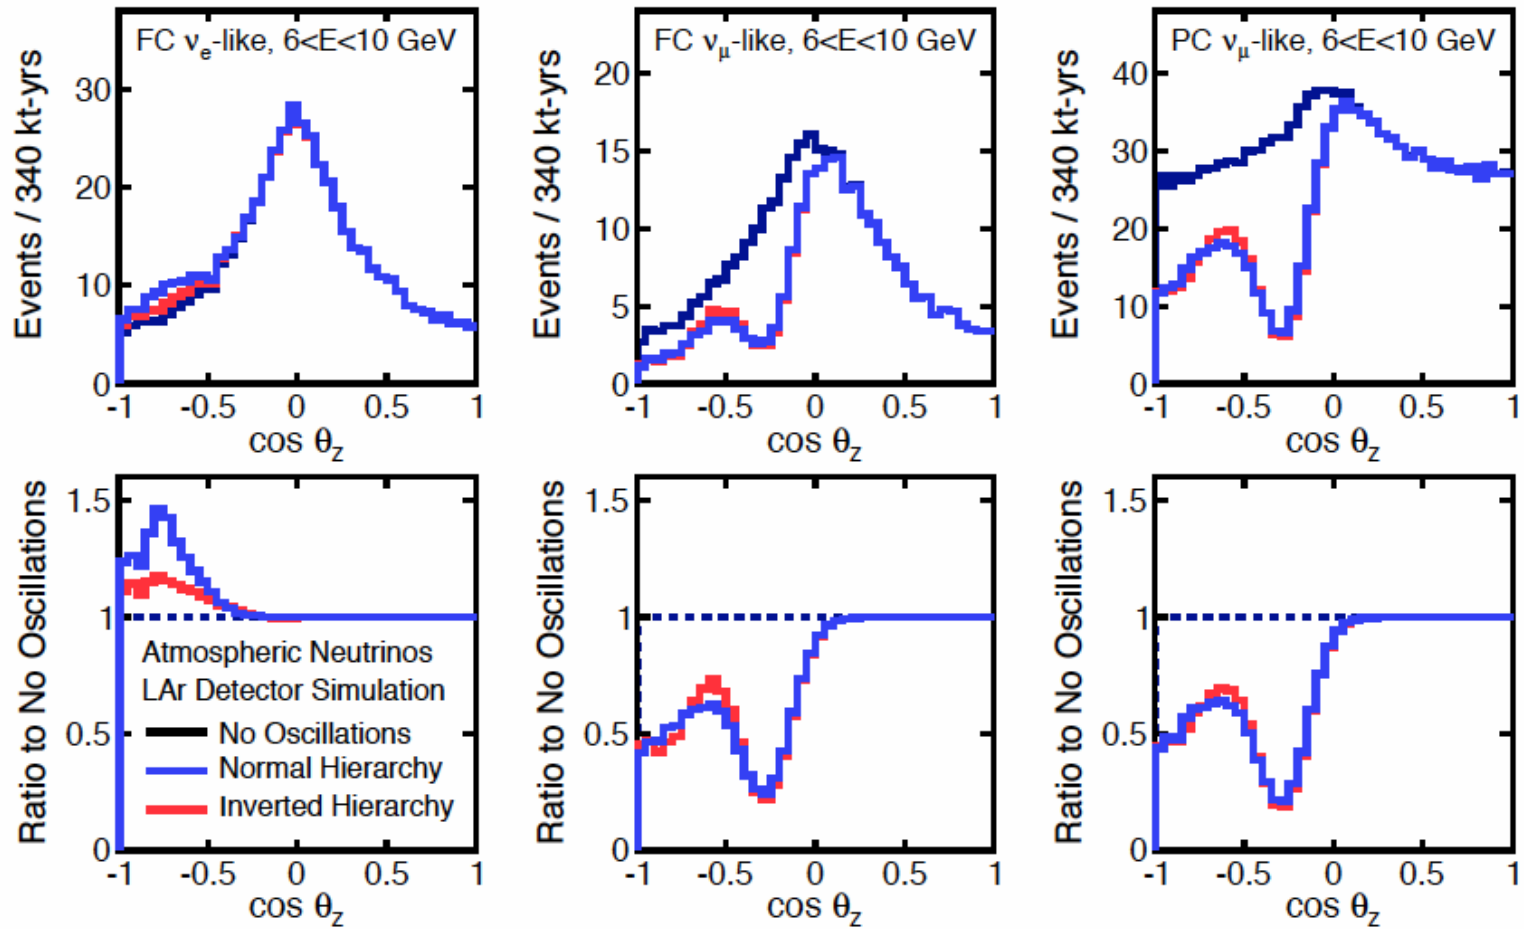 FC νe-like, 6<E<10 GeV
Events / 340 kt-yrs
30
20
10
0
-1 -0.5 0 0.5 1
cos θz
FC νμ-like, 6<E<10 GeV
Events / 340 kt-yrs
20
15
10
5
0
-1 -0.5 0 0.5 1
cos θz
PC νμ-like, 6<E<10 GeV
Events / 340 kt-yrs
40
30
20
10
0
-1 -0.5 0 0.5 1
cos θz
Ratio to No Oscillations
1.5
1
0.5
0
Atmospheric Neutrinos
LAr Detector Simulation
No Oscillations
Normal Hierarchy
Inverted Hierarchy
-1 -0.5 0 0.5 1
cos θz
Ratio to No Oscillations
1.5
1
0.5
0
-1 -0.5 0 0.5 1
cos θz
Ratio to No Oscillations
1.5
1
0.5
0
-1 -0.5 0 0.5 1
cos θz